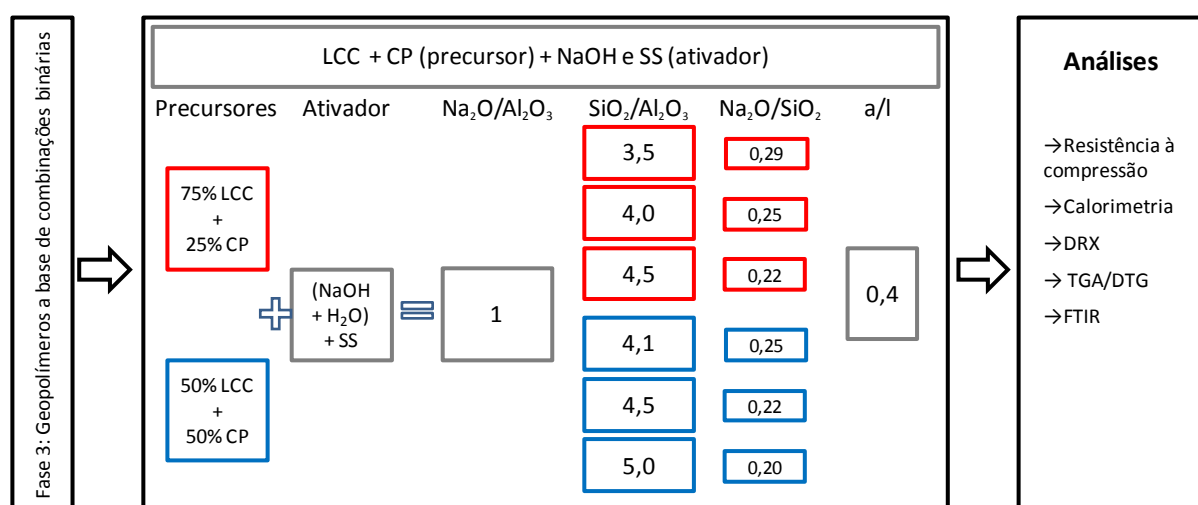 Fase 3: Geopolímeros a base de combinações binárias
LCC + CP (precursor) + NaOH e SS (ativador)
Precursores Ativador Na₂O/Al₂O₃ SiO₂/Al₂O₃ Na₂O/SiO₂ a/l
75% LCC
+
25% CP
50% LCC
+
50% CP
(NaOH
+ H₂O)
+ SS
1
3,5
4,0
4,5
4,1
4,5
5,0
0,29
0,25
0,22
0,25
0,22
0,20
0,4
Análises
→Resistência à
compressão
→Calorimetria
→DRX
→ TGA/DTG
→FTIR